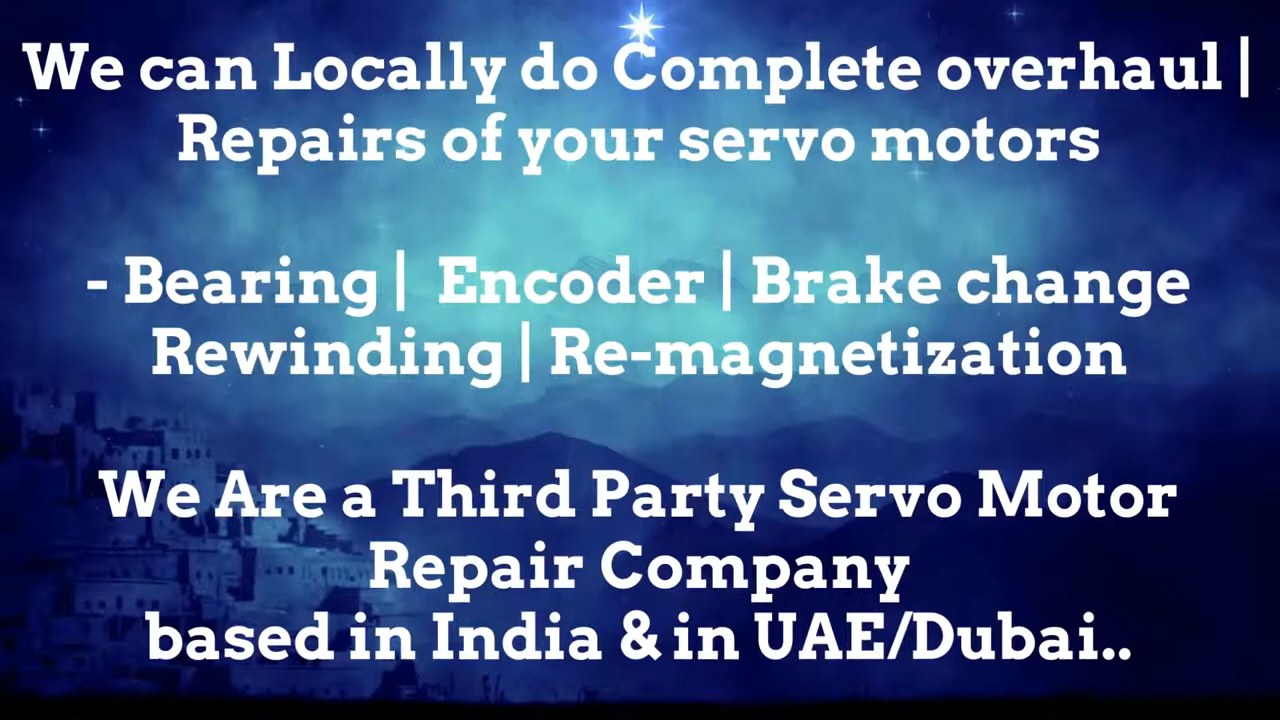 We can Locally do Complete overhaul |
Repairs of your servo motors
- Bearing | Encoder | Brake change
Rewinding | Re-magnetization
We Are a Third Party Servo Motor
Repair Company
based in India & in UAE/Dubai..